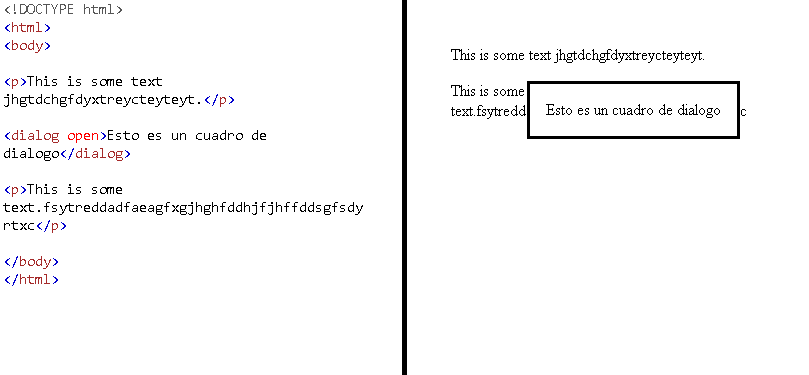 <!DOCTYPE html>
<html>
<body>
<p>This is some text
jhgtdchgfdyxtreycteyteyt.</p>
<dialog open>Esto es un cuadro de
dialogo</dialog>
<p>This is some
text.fsytreddadfaeagfxgjhghfddhjfjhffddsgfsdy
rtxc</p>
</body>
</html>
This is some text jhgtdchgfdyxtreycteyteyt.
This is some
text.fsytredd
Esto es un cuadro de dialogo
c